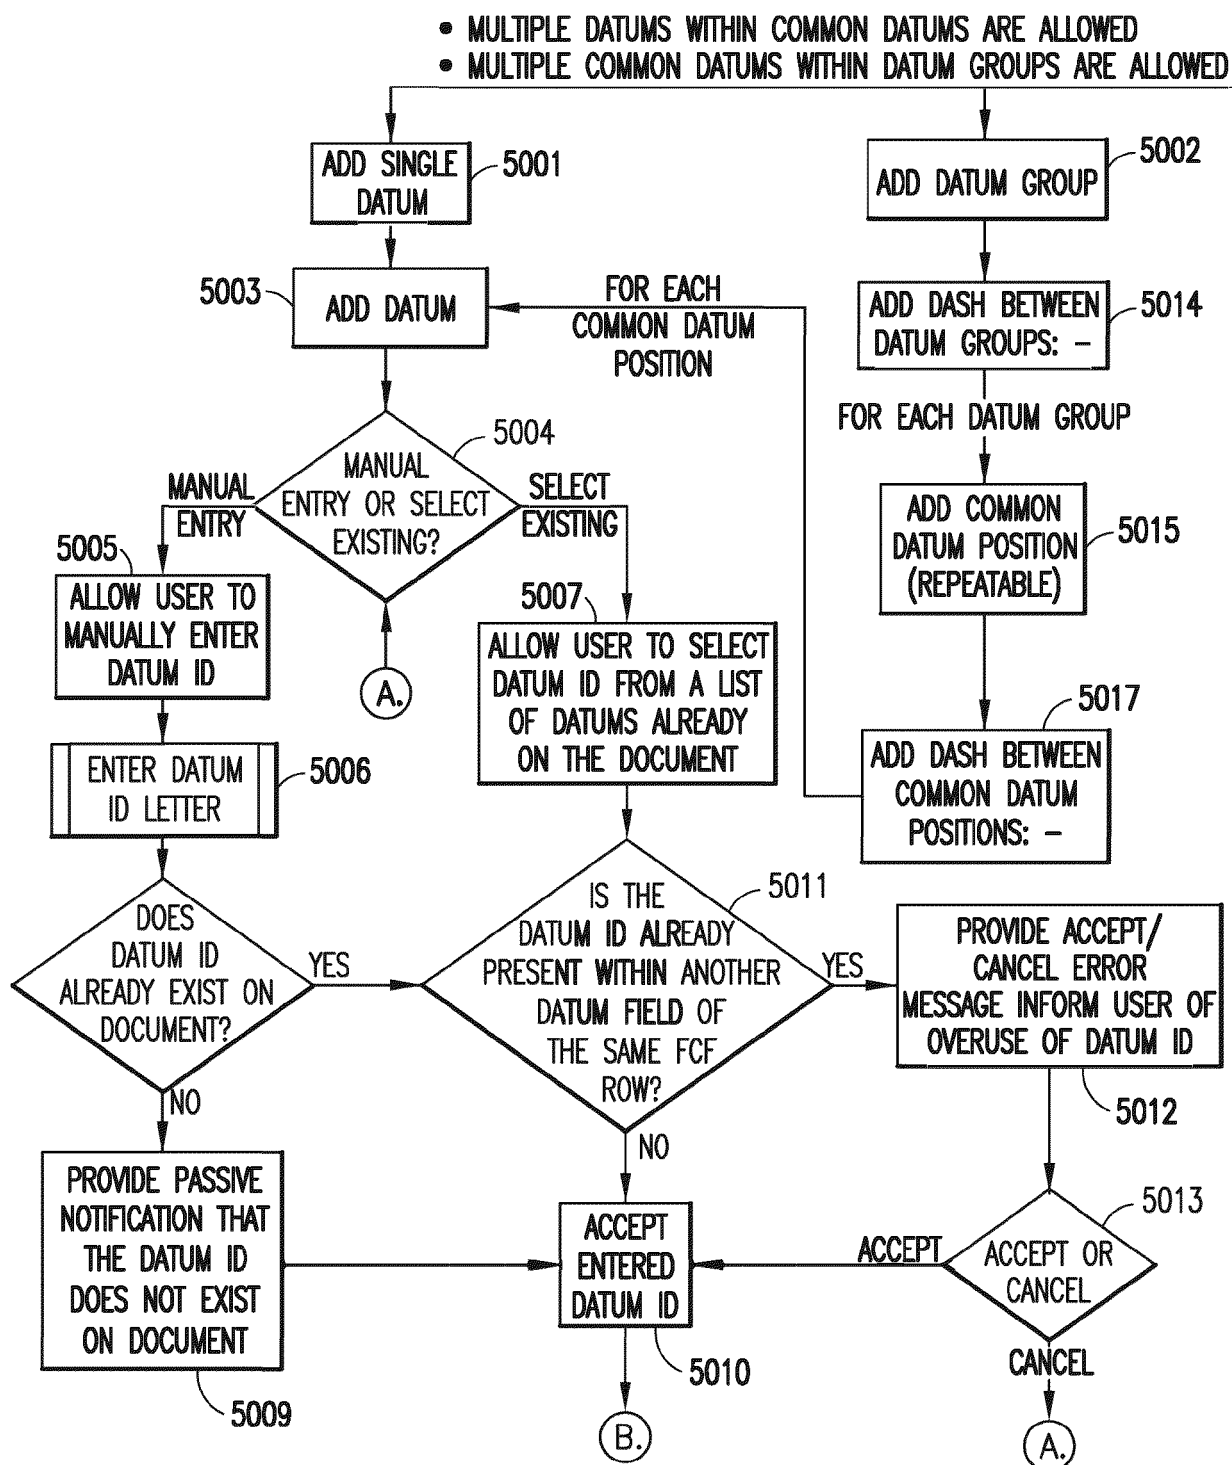 • MULTIPLE DATUMS WITHIN COMMON DATUMS ARE ALLOWED
• MULTIPLE COMMON DATUMS WITHIN DATUM GROUPS ARE ALLOWED
ADD SINGLE
DATUM
5001
ADD DATUM GROUP
5002
5003
ADD DATUM
FOR EACH
COMMON DATUM
POSITION
ADD DASH BETWEEN
DATUM GROUPS: –
5014
FOR EACH DATUM GROUP
5004
MANUAL
ENTRY OR SELECT
EXISTING?
MANUAL
ENTRY
SELECT
EXISTING
ADD COMMON
DATUM POSITION
(REPEATABLE)
5015
5005
ALLOW USER TO
MANUALLY ENTER
DATUM ID
A.
5007
ALLOW USER TO SELECT
DATUM ID FROM A LIST
OF DATUMS ALREADY
ON THE DOCUMENT
5017
ADD DASH BETWEEN
COMMON DATUM
POSITIONS: –
ENTER DATUM
ID LETTER
5006
DOES
DATUM ID
ALREADY EXIST ON
DOCUMENT?
YES
NO
5011
IS THE
DATUM ID ALREADY
PRESENT WITHIN ANOTHER
DATUM FIELD OF
THE SAME FCF
ROW?
YES
NO
PROVIDE ACCEPT/
CANCEL ERROR
MESSAGE INFORM USER OF
OVERUSE OF DATUM ID
5012
PROVIDE PASSIVE
NOTIFICATION THAT
THE DATUM ID
DOES NOT EXIST
ON DOCUMENT
5009
ACCEPT
ENTERED
DATUM ID
5010
ACCEPT
5013
ACCEPT OR
CANCEL
CANCEL
B.
A.